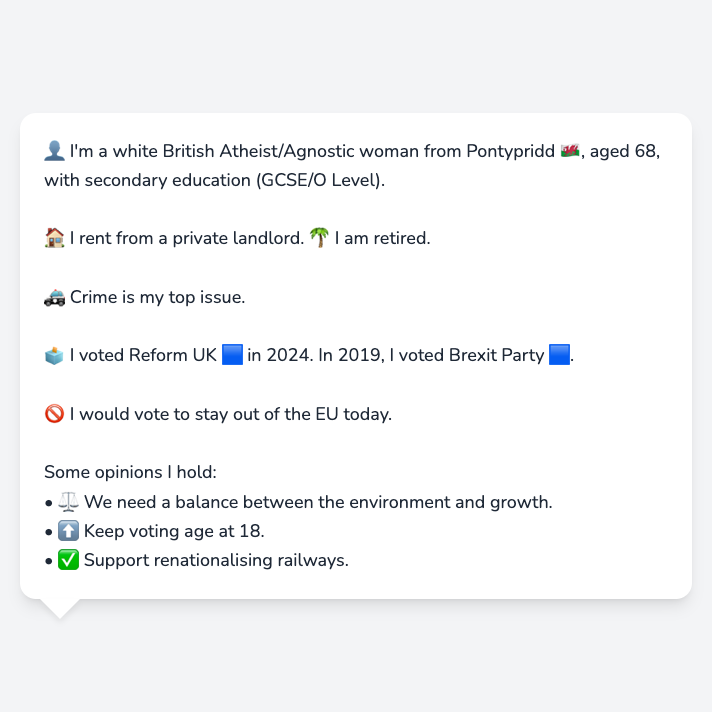 👤 I'm a white British Atheist/Agnostic woman from Pontypridd 🏴󠁧󠁢󠁷󠁬󠁳󠁿, aged 68,
with secondary education (GCSE/O Level).
🏠 I rent from a private landlord. 🌴 I am retired.
🚓 Crime is my top issue.
🗳️ I voted Reform UK 🟦 in 2024. In 2019, I voted Brexit Party 🟦.
🚫 I would vote to stay out of the EU today.
Some opinions I hold:
• ⚖️ We need a balance between the environment and growth.
• ⬆️ Keep voting age at 18.
• ✅ Support renationalising railways.